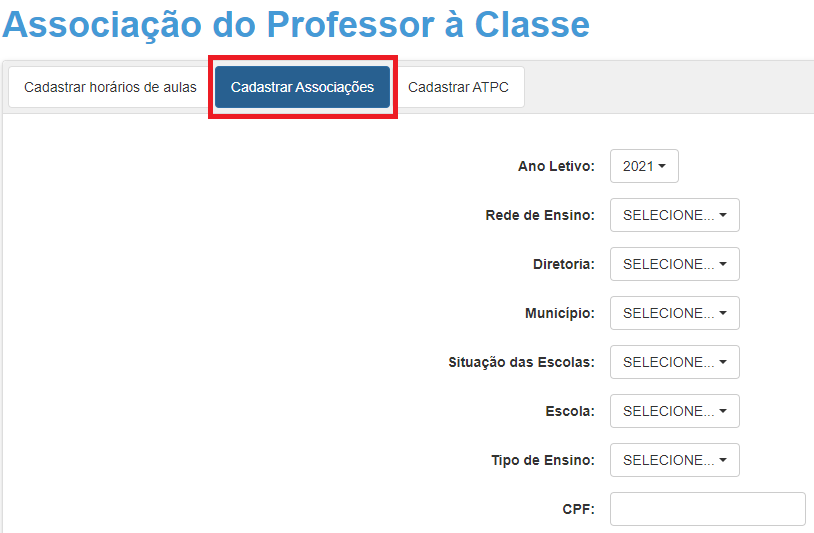 Associação do Professor à Classe
Cadastrar horários de aulas Cadastrar Associações Cadastrar ATPC
Ano Letivo: 2021
Rede de Ensino: SELECIONE...
Diretoria: SELECIONE...
Município: SELECIONE...
Situação das Escolas: SELECIONE...
Escola: SELECIONE...
Tipo de Ensino: SELECIONE...
CPF: